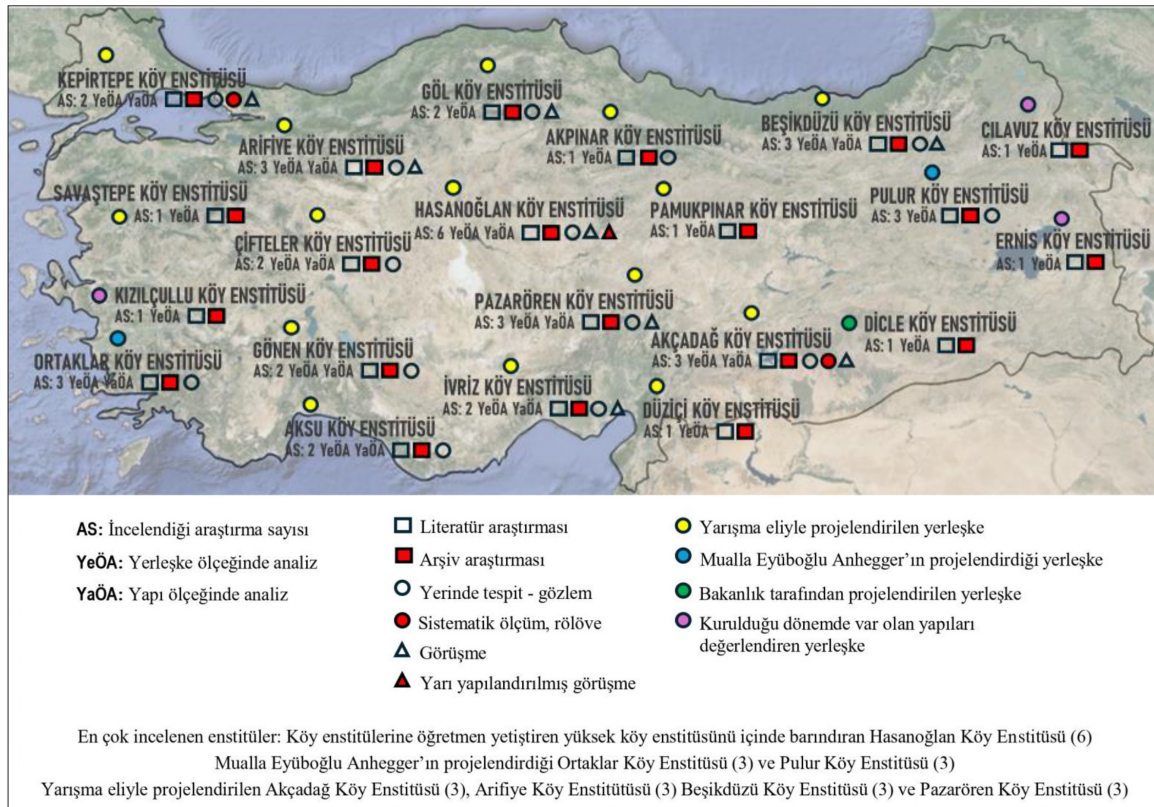 KEPİRTEPE KÖY ENSTİTÜSÜ
AS: 2 YeÖA YaÖA
GÖL KÖY ENSTİTÜSÜ
AS: 2 YeÖA
ARİFİYE KÖY ENSTİTÜSÜ
AS: 3 YeÖA YaÖA
AKPINAR KÖY ENSTİTÜSÜ
AS: 1 YeÖA
BEŞİKDÜZÜ KÖY ENSTİTÜSÜ
AS: 3 YeÖA YaÖA
CILAVUZ KÖY ENSTİTÜSÜ
AS: 1 YeÖA
SAVAŞTEPE KÖY ENSTİTÜSÜ
AS: 1 YeÖA
HASANOĞLAN KÖY ENSTİTÜSÜ
AS: 6 YeÖA YaÖA
PAMUKPINAR KÖY ENSTİTÜSÜ
AS: 1 YeÖA
PULUR KÖY ENSTİTÜSÜ
AS: 3 YeÖA
ÇİFTELER KÖY ENSTİTÜSÜ
AS: 2 YeÖA YaÖA
ERNİS KÖY ENSTİTÜSÜ
AS: 1 YeÖA
KIZILÇULLU KÖY ENSTİTÜSÜ
AS: 1 YeÖA
PAZARÖREN KÖY ENSTİTÜSÜ
AS: 3 YeÖA YaÖA
ORTAKLAR KÖY ENSTİTÜSÜ
AS: 3 YeÖA YaÖA
GÖNEN KÖY ENSTİTÜSÜ
AS: 2 YeÖA YaÖA
AKÇADAĞ KÖY ENSTİTÜSÜ
AS: 3 YeÖA YaÖA
DİCLE KÖY ENSTİTÜSÜ
AS: 1 YeÖA
İVRİZ KÖY ENSTİTÜSÜ
AS: 2 YeÖA YaÖA
DÜZİÇİ KÖY ENSTİTÜSÜ
AS: 1 YeÖA
AKSU KÖY ENSTİTÜSÜ
AS: 2 YeÖA YaÖA
AS: İncelendiği araştırma sayısı
YeÖA: Yerleşke ölçeğinde analiz
YaÖA: Yapı ölçeğinde analiz
Literatür araştırması
Arşiv araştırması
Yerinde tespit - gözlem
Sistematik ölçüm, rölöve
Görüşme
Yarı yapılandırılmış görüşme
Yarışma eliyle projelendirilen yerleşke
Mualla Eyüboğlu Anhegger’ın projelendirdiği yerleşke
Bakanlık tarafından projelendirilen yerleşke
Kurulduğu dönemde var olan yapıları
değerlendiren yerleşke
En çok incelenen enstitüler: Köy enstitülerine öğretmen yetiştiren yüksek köy enstitüsünü içinde barındıran Hasanoğlan Köy Enstitüsü (6)
Mualla Eyüboğlu Anhegger’ın projelendirdiği Ortaklar Köy Enstitüsü (3) ve Pulur Köy Enstitüsü (3)
Yarışma eliyle projelendirilen Akçadağ Köy Enstitüsü (3), Arifiye Köy Enstitütüsü (3) Beşikdüzü Köy Enstitüsü (3) ve Pazarören Köy Enstitüsü (3)